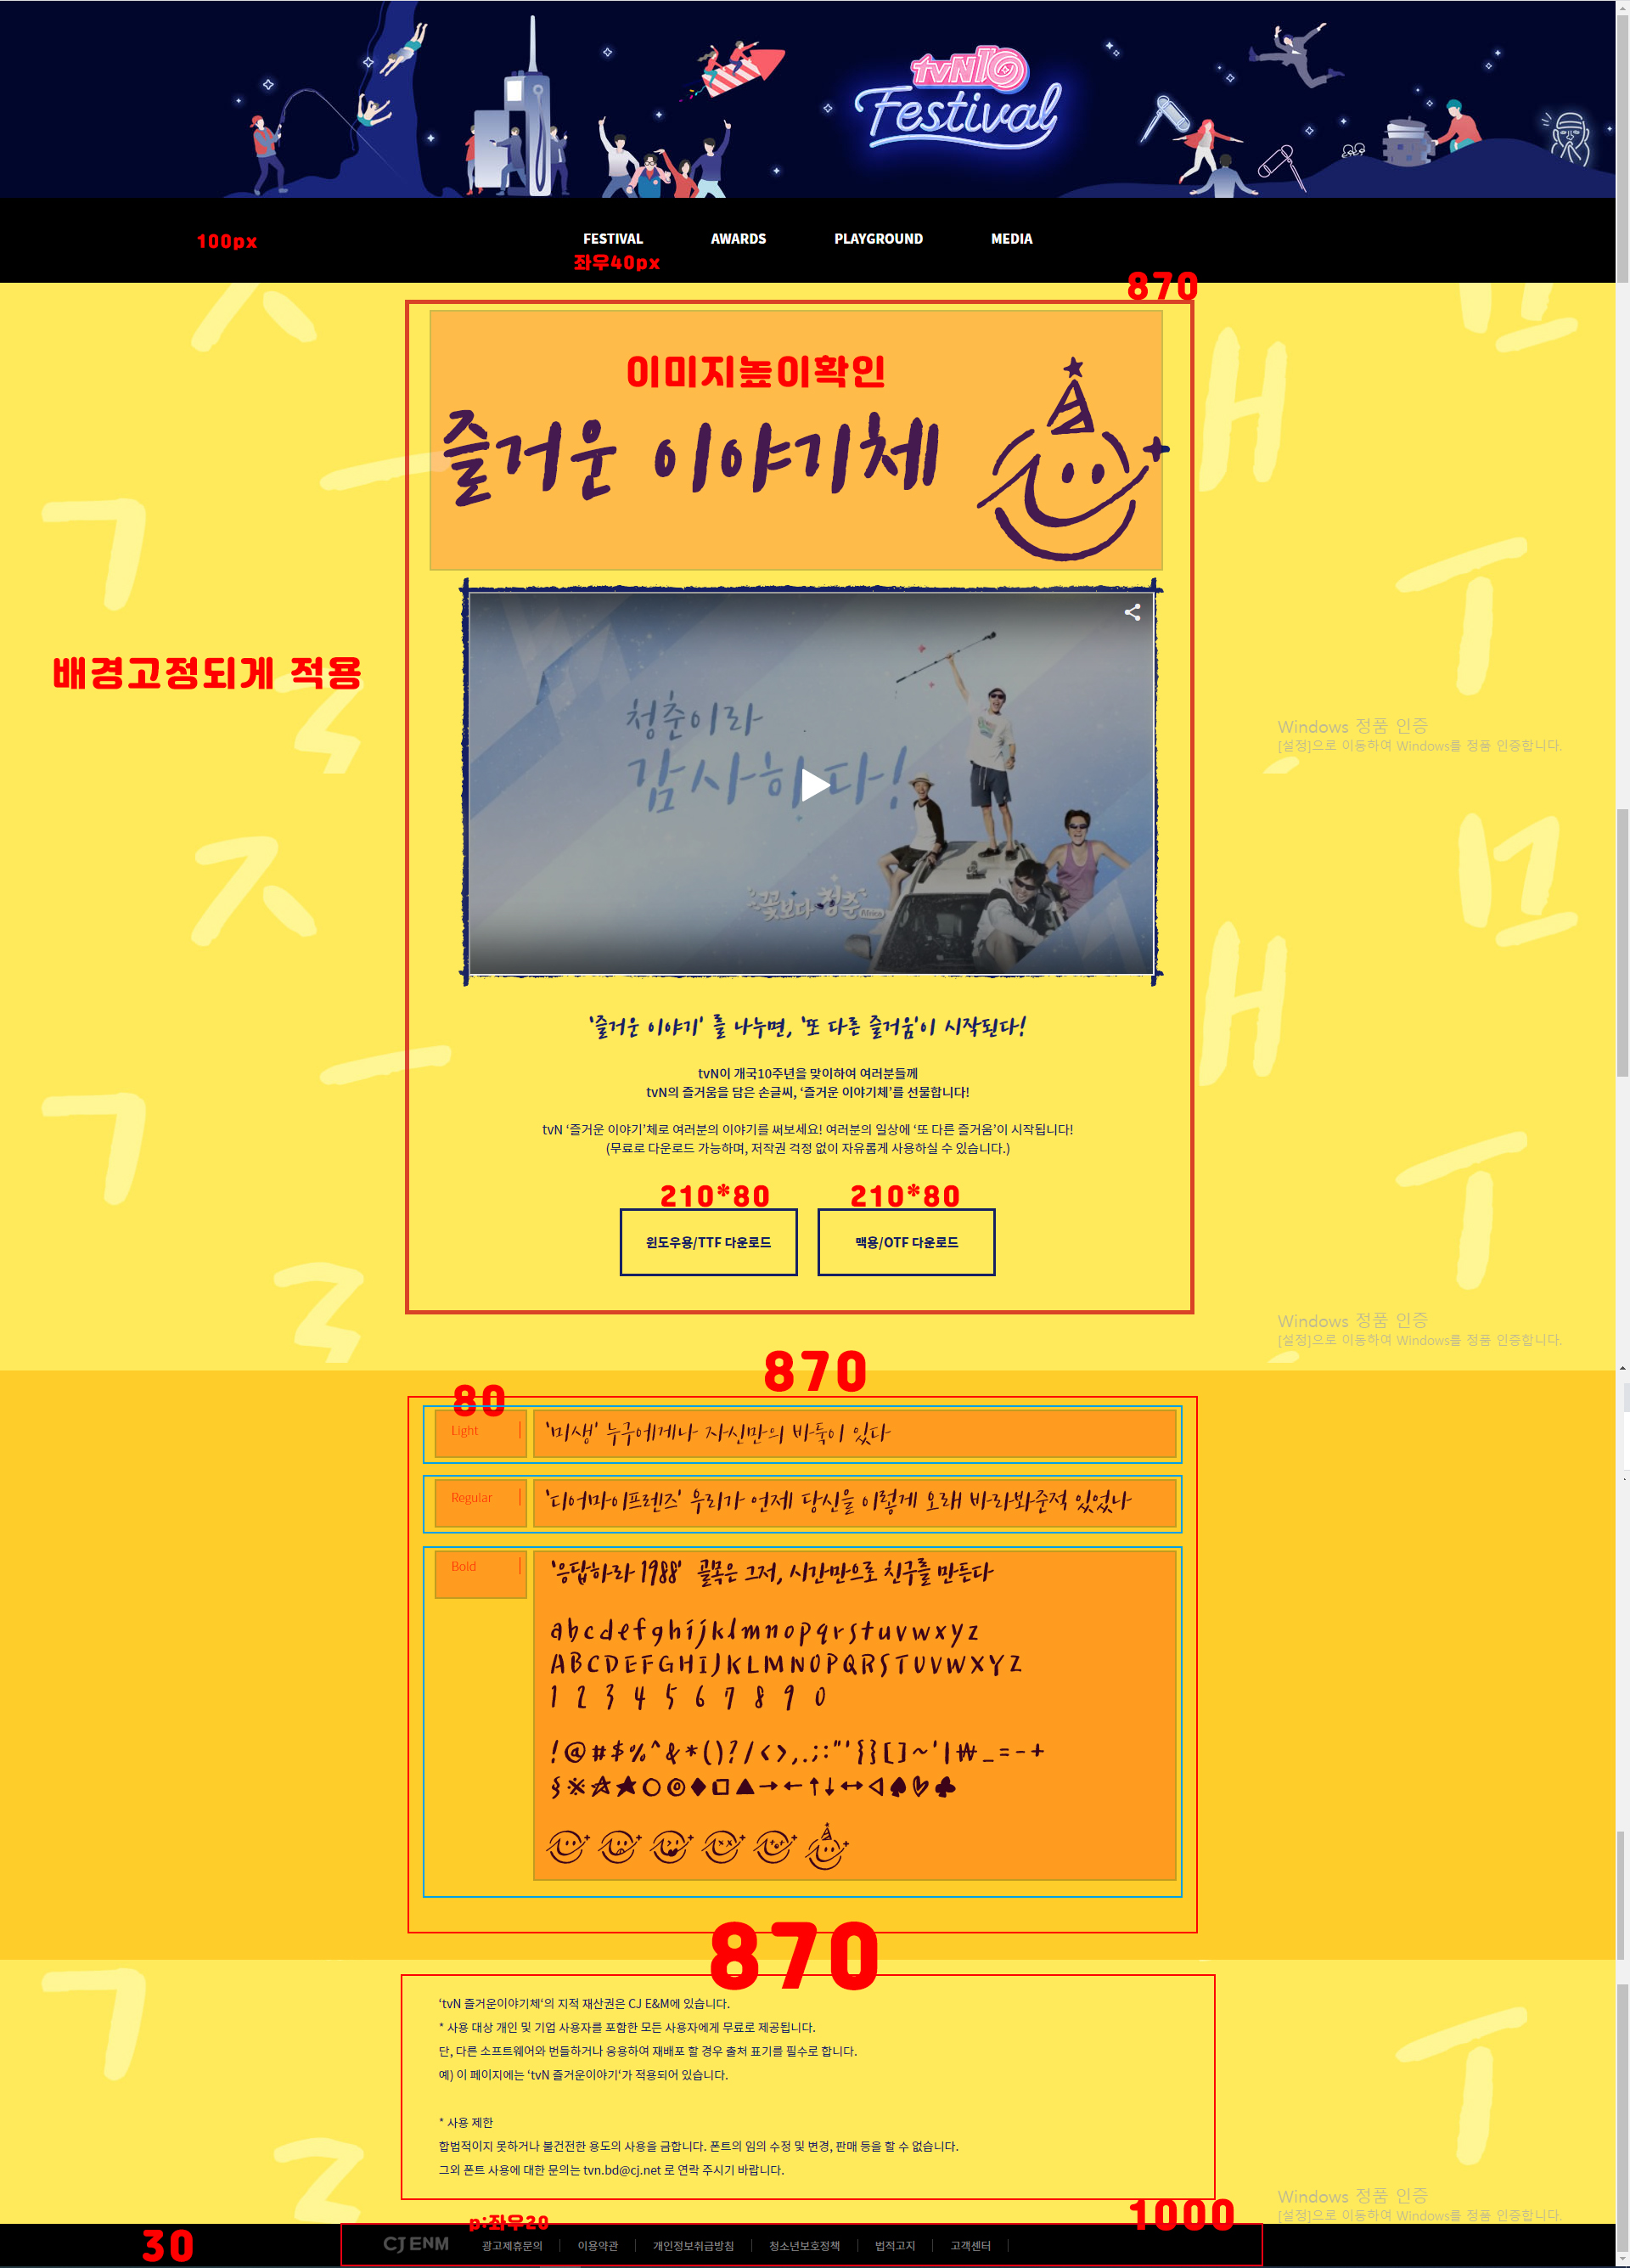 tvN10
Festival
FESTIVAL AWARDS PLAYGROUND MEDIA
100px
좌우40px
870
이미지높이확인
즐거운 이야기체
배경고정되게 적용
청춘이라
감사하다!
꽃보다 청춘
Africa
Windows 정품 인증
[설정]으로 이동하여 Windows를 정품 인증합니다.
'즐거운 이야기' 를 나누면, '또 다른 즐거움'이 시작된다!
tvN이 개국10주년을 맞이하여 여러분들께
tvN의 즐거움을 담은 손글씨, ‘즐거운 이야기체’를 선물합니다!
tvN ‘즐거운 이야기’체로 여러분의 이야기를 써보세요! 여러분의 일상에 ‘또 다른 즐거움’이 시작됩니다!
(무료로 다운로드 가능하며, 저작권 걱정 없이 자유롭게 사용하실 수 있습니다.)
210*80 210*80
윈도우용/TTF 다운로드 맥용/OTF 다운로드
Windows 정품 인증
[설정]으로 이동하여 Windows를 정품 인증합니다.
870
80
Light '미생' 누구에게나 자신만의 바둑이 있다
Regular '디어마이프렌즈' 우리가 언제 당신을 이렇게 오래 바라봐준적 있었나
Bold '응답하라 1988' 골목은 그저, 시간만으로 친구를 만든다
abcdefghijklmnopqrstuvwxyz
ABCDEFGHIJKLMNOPQRSTUVWXYZ
1 2 3 4 5 6 7 8 9 0
!@#$%^&*()?/<>,.;:"'{}[]~'|₩_=-+
§※☆★○◎◆□▲→←↑↓↔◁♠♡♣
870
‘tvN 즐거운이야기체‘의 지적 재산권은 CJ E&M에 있습니다.
* 사용 대상 개인 및 기업 사용자를 포함한 모든 사용자에게 무료로 제공됩니다.
단, 다른 소프트웨어와 번들하거나 응용하여 재배포 할 경우 출처 표기를 필수로 합니다.
예) 이 페이지에는 ‘tvN 즐거운이야기‘가 적용되어 있습니다.
* 사용 제한
합법적이지 못하거나 불건전한 용도의 사용을 금합니다. 폰트의 임의 수정 및 변경, 판매 등을 할 수 없습니다.
그외 폰트 사용에 대한 문의는 tvn.bd@cj.net 로 연락 주시기 바랍니다.
Windows 정품 인증
[설정]으로 이동하여 Windows를 정품 인증합니다.
p:좌우20
1000
30
CJ ENM 광고제휴문의 이용약관 개인정보취급방침 청소년보호정책 법적고지 고객센터